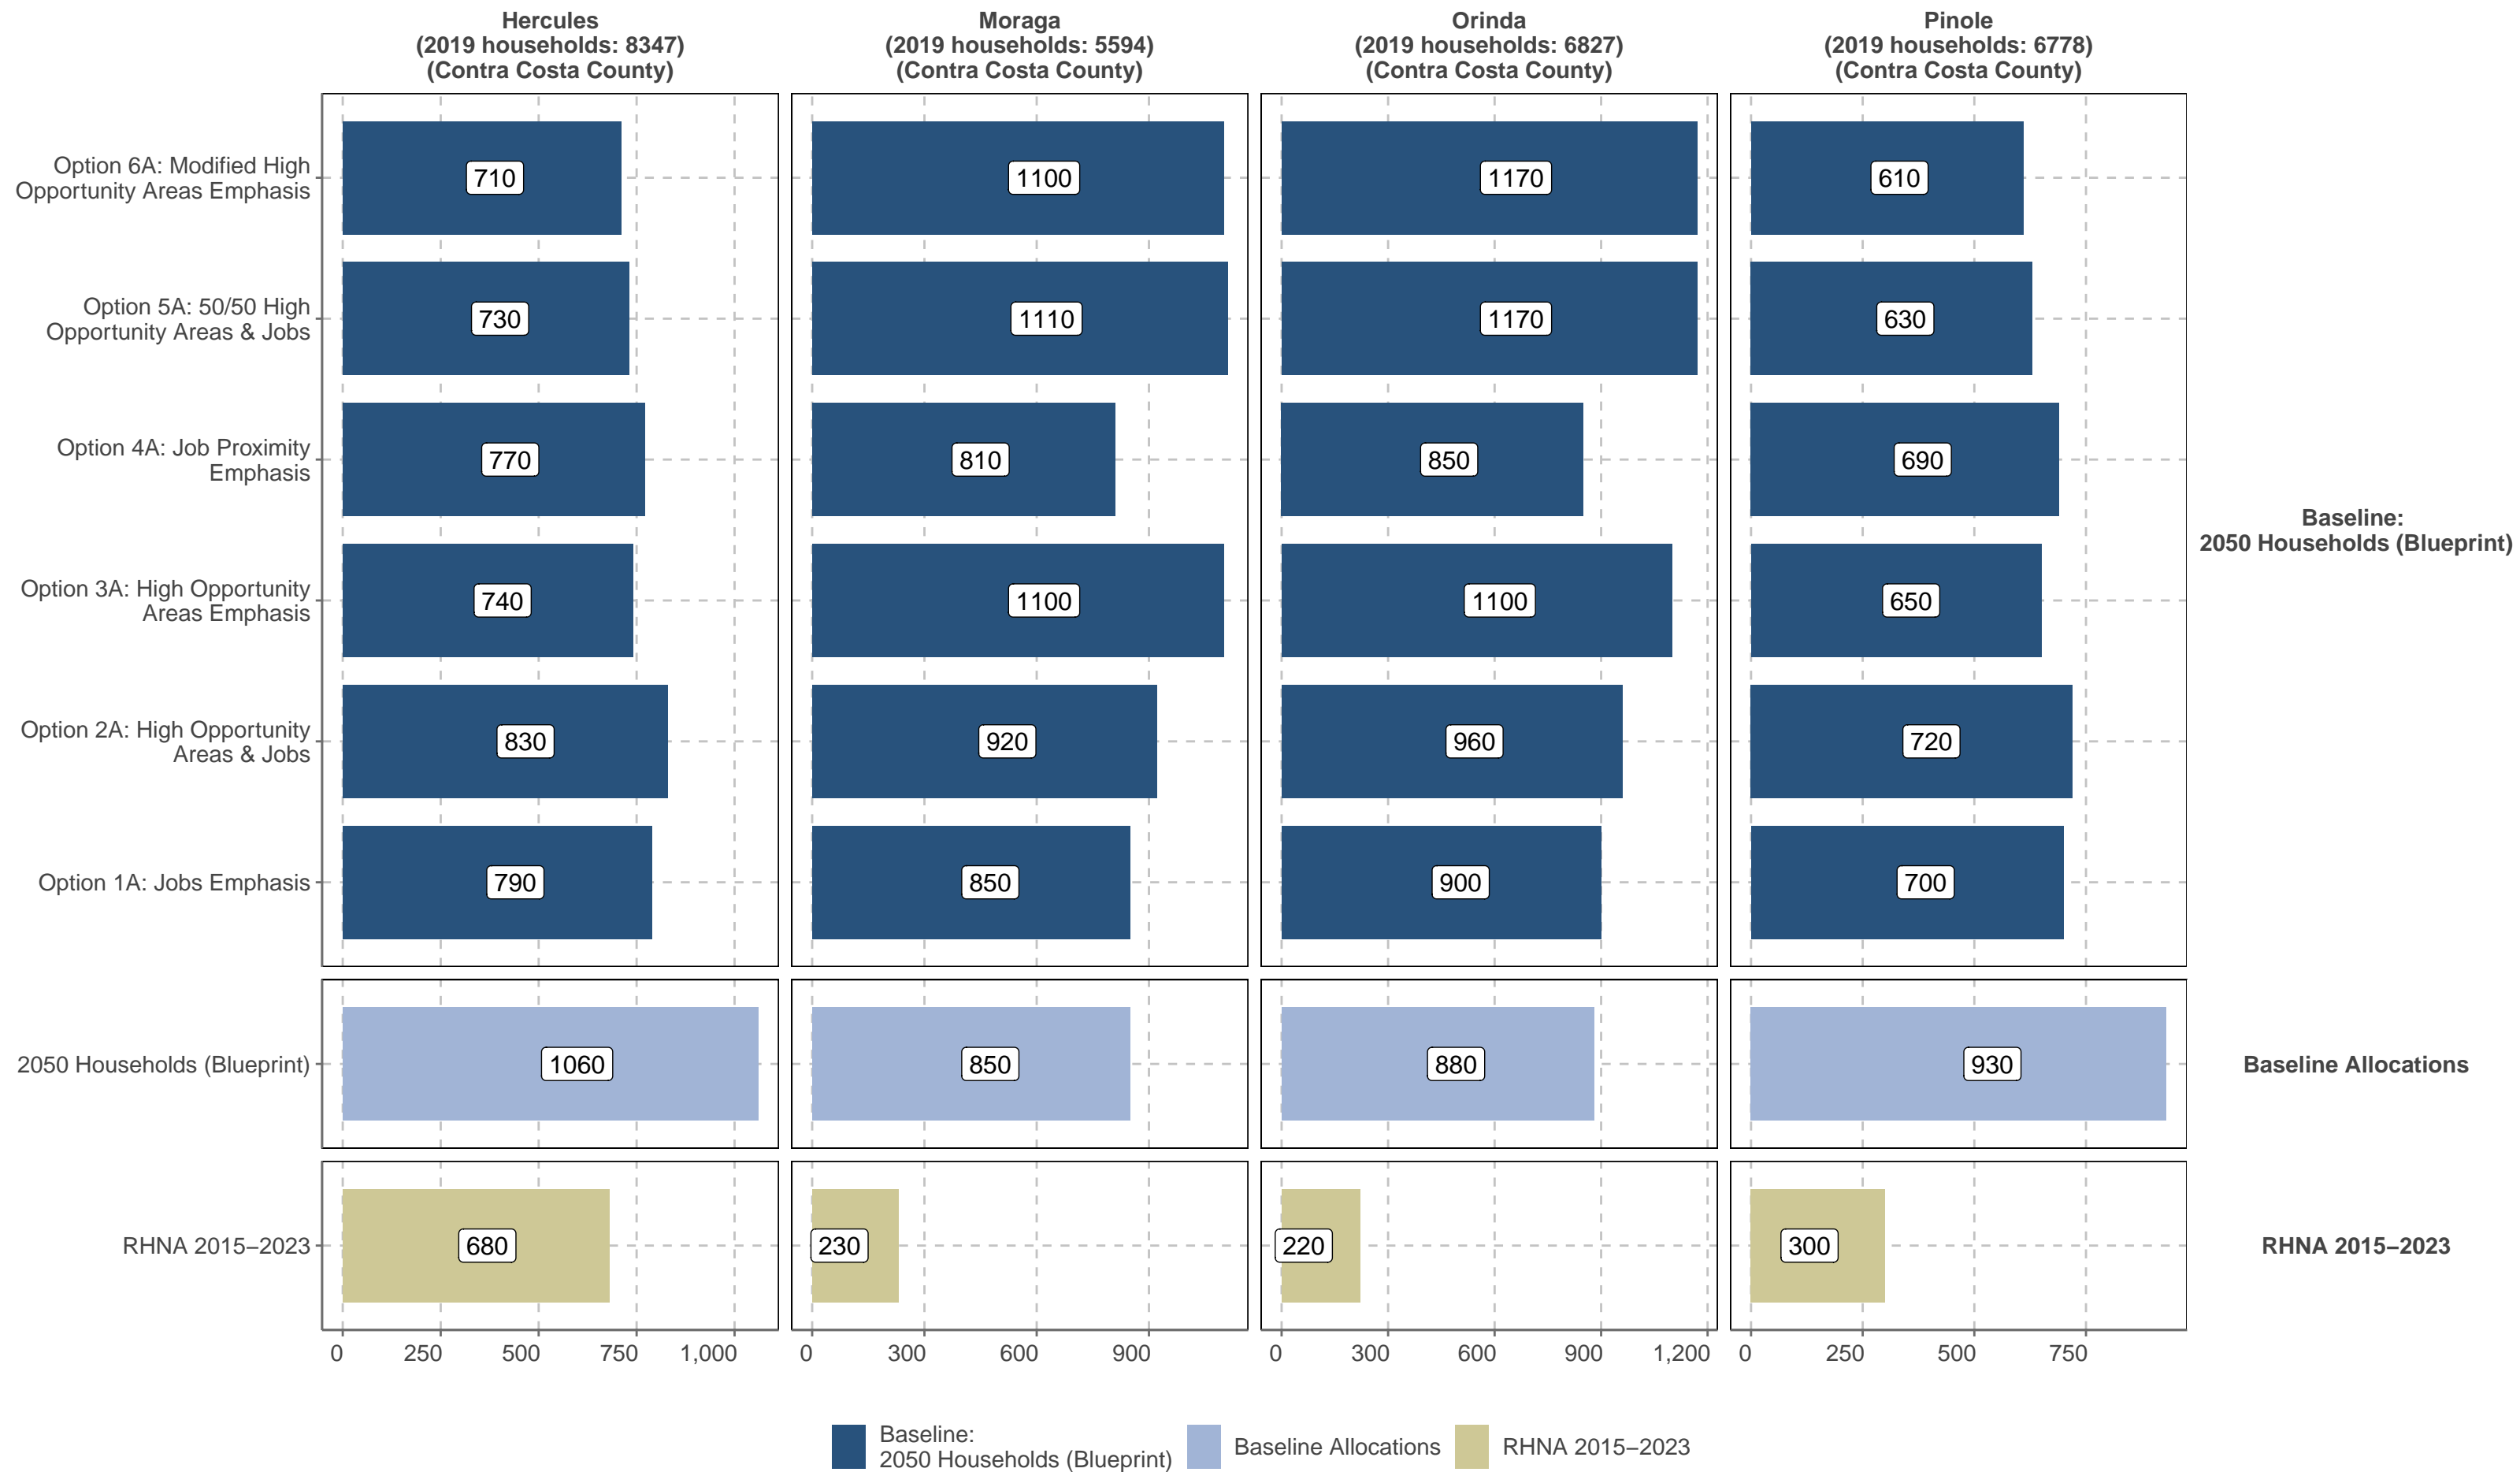 Hercules
(2019 households: 8347)
(Contra Costa County)
Moraga
(2019 households: 5594)
(Contra Costa County)
Orinda
(2019 households: 6827)
(Contra Costa County)
Pinole
(2019 households: 6778)
(Contra Costa County)
Option 6A: Modified High
Opportunity Areas Emphasis
710
1100
1170
610
Option 5A: 50/50 High
Opportunity Areas & Jobs
730
1110
1170
630
Option 4A: Job Proximity
Emphasis
770
810
850
690
Baseline:
2050 Households (Blueprint)
Option 3A: High Opportunity
Areas Emphasis
740
1100
1100
650
Option 2A: High Opportunity
Areas & Jobs
830
920
960
720
Option 1A: Jobs Emphasis
790
850
900
700
2050 Households (Blueprint)
1060
850
880
930
Baseline Allocations
RHNA 2015−2023
680
230
220
300
RHNA 2015−2023
0 250 500 750 1,000
0 300 600 900
0 300 600 900 1,200
0 250 500 750
Baseline:
2050 Households (Blueprint)
Baseline Allocations
RHNA 2015−2023